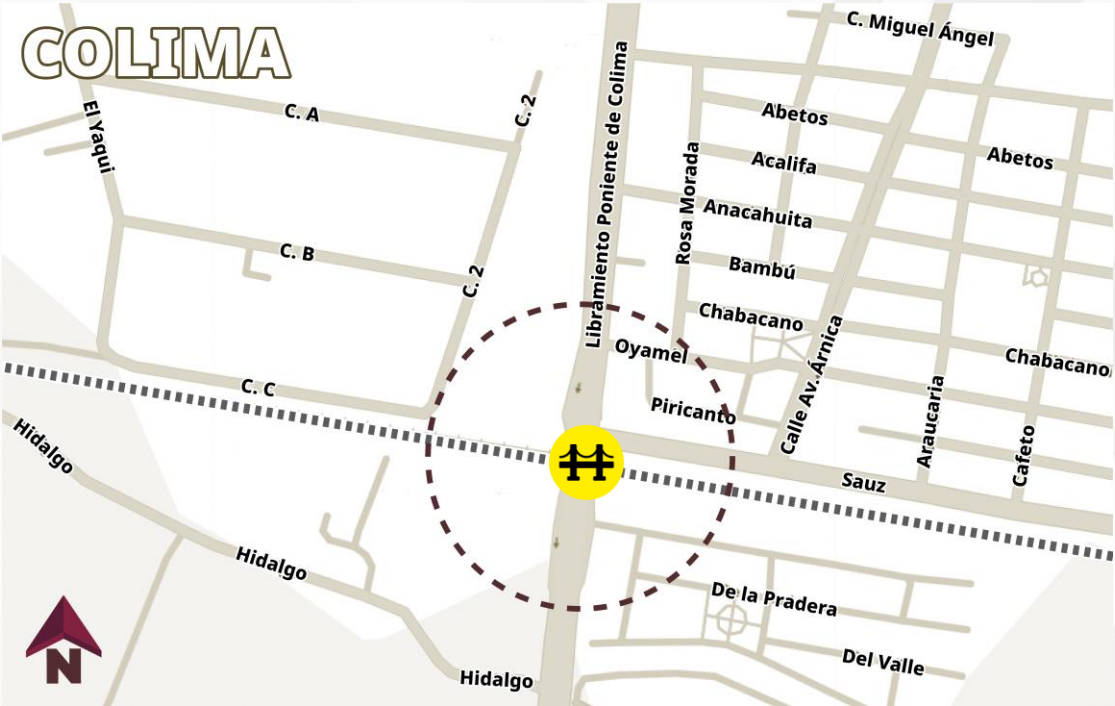 COLIMA
C. Miguel Ángel
El Yaqui
C. A
C. 2
Libramiento Poniente de Colima
Abetos
Rosa Morada
Acalifa
Abetos
Anacahuita
C. B
C. 2
Bambú
Chabacano
Oyamel
Calle Av. Árnica
Chabacano
C. C
Piricanto
Araucaria
Cafeto
Hidalgo
Sauz
Hidalgo
De la Pradera
Del Valle
Hidalgo
N